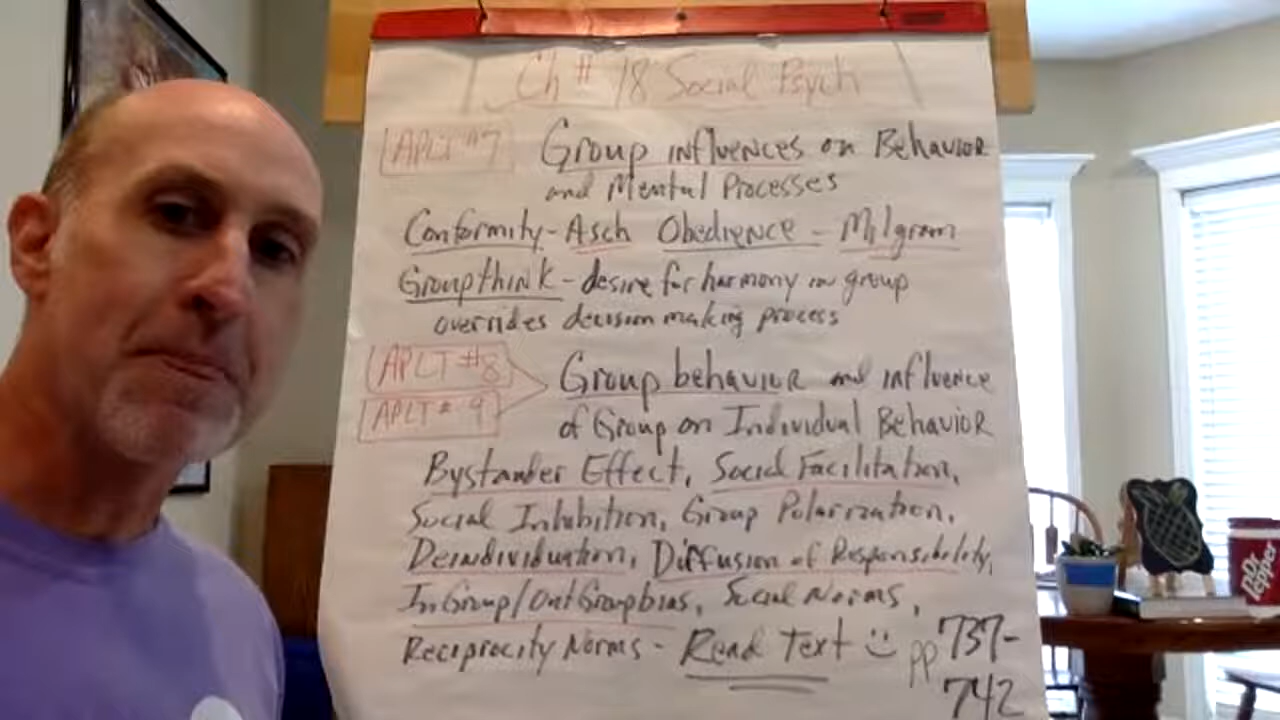 Ch # 18 Social Psych
APLT #7 Group influences on Behavior
and Mental Processes
Conformity - Asch Obedience - Milgram
Groupthink - desire for harmony in group
overrides decision making process
APLT #8 Group behavior and influence
APLT # 9 of Group on Individual Behavior
Bystander Effect, Social Facilitation,
Social Inhibition, Group Polarization,
Deindividuation, Diffusion of Responsibility,
InGroup/OutGroup bias, Social Norms,
Reciprocity Norms - Read Text :) pp 737-
742
Dr Pepper